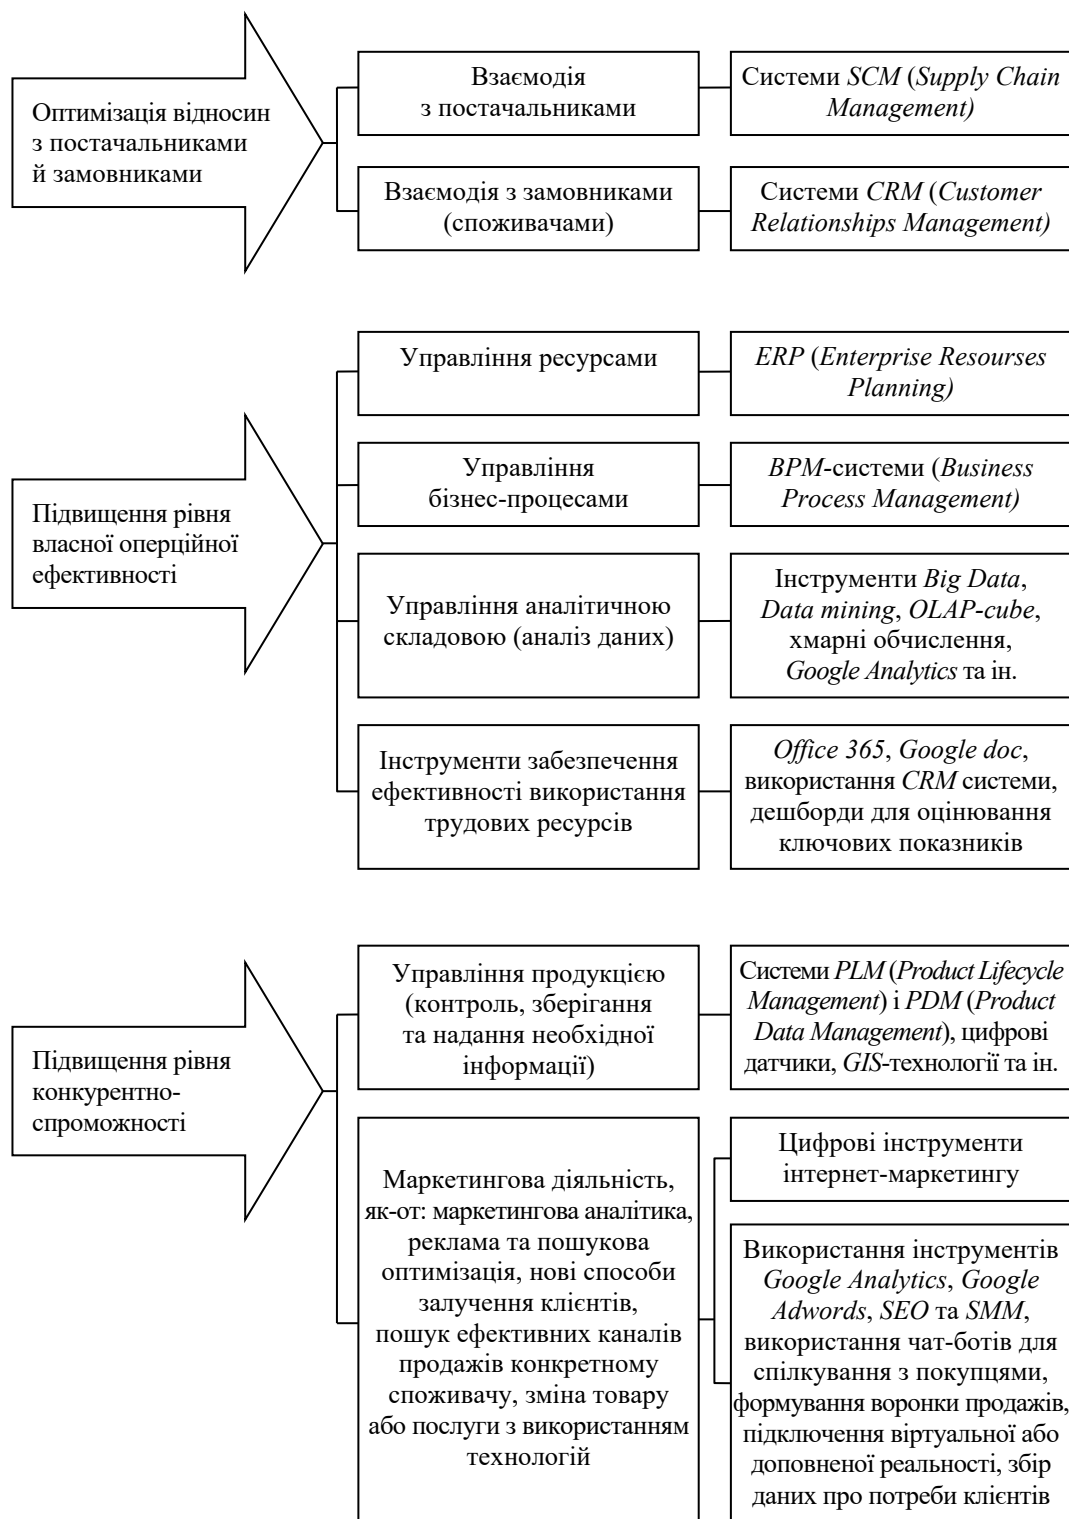 Оптимізація відносин
з постачальниками
й замовниками
Взаємодія
з постачальниками
Системи SCM (Supply Chain
Management)
Взаємодія з замовниками
(споживачами)
Системи CRM (Customer
Relationships Management)
Підвищення рівня
власної оперційної
ефективності
Управління ресурсами
ERP (Enterprise Resourses
Planning)
Управління
бізнес-процесами
BPM-системи (Business
Process Management)
Управління аналітичною
складовою (аналіз даних)
Інструменти Big Data,
Data mining, OLAP-cube,
хмарні обчислення,
Google Analytics та ін.
Інструменти забезпечення
ефективності використання
трудових ресурсів
Office 365, Google doc,
використання CRM системи,
дешборди для оцінювання
ключових показників
Підвищення рівня
конкурентно-
спроможності
Управління продукцією
(контроль, зберігання
та надання необхідної
інформації)
Системи PLM (Product Lifecycle
Management) і PDM (Product
Data Management), цифрові
датчики, GIS-технології та ін.
Маркетингова діяльність,
як-от: маркетингова аналітика,
реклама та пошукова
оптимізація, нові способи
залучення клієнтів,
пошук ефективних каналів
продажів конкретному
споживачу, зміна товару
або послуги з використанням
технологій
Цифрові інструменти
інтернет-маркетингу
Використання інструментів
Google Analytics, Google
Adwords, SEO та SMM,
використання чат-ботів для
спілкування з покупцями,
формування воронки продажів,
підключення віртуальної або
доповненої реальності, збір
даних про потреби клієнтів